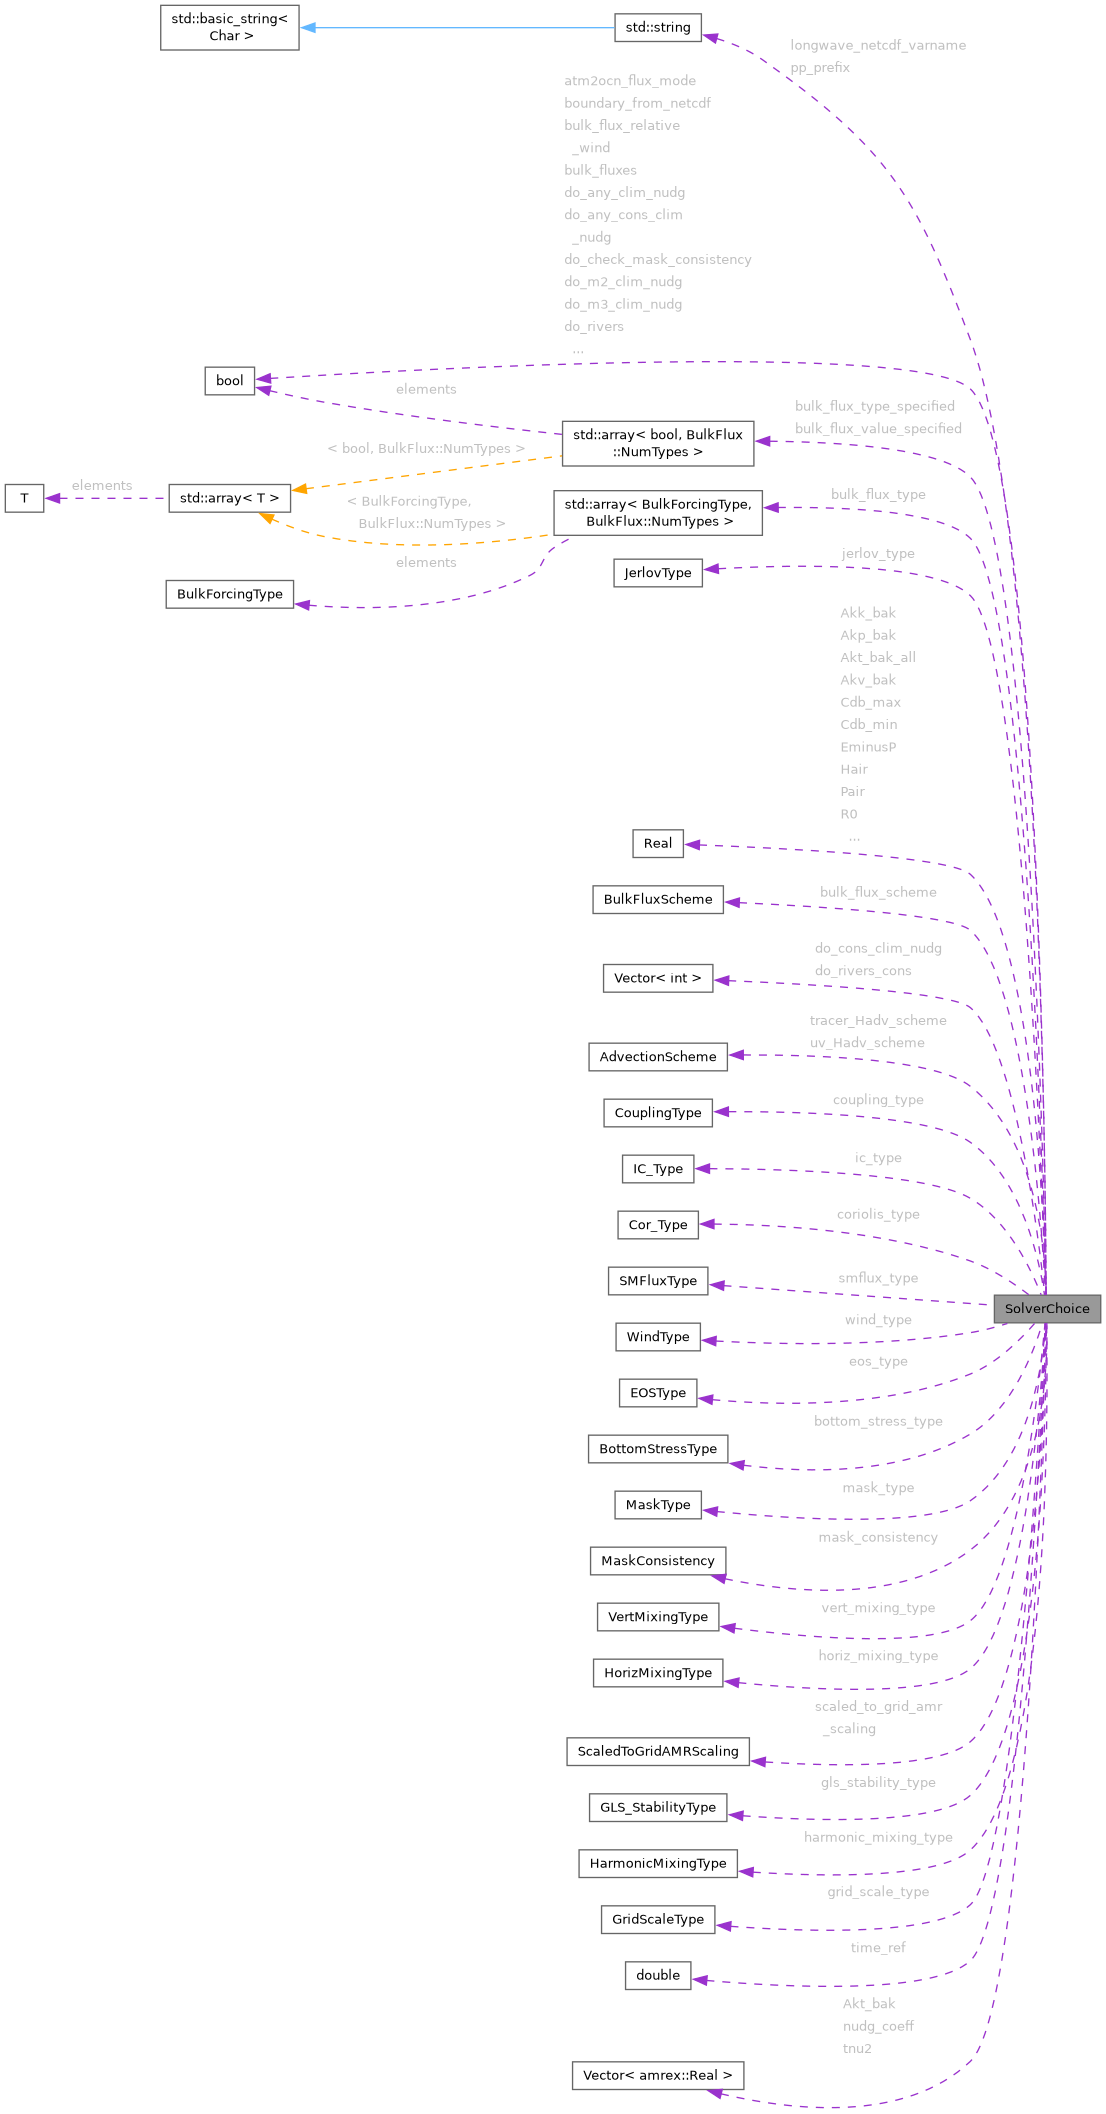 std::basic_string<
Char >
std::string
longwave_netcdf_varname
pp_prefix
atm2ocn_flux_mode
boundary_from_netcdf
bulk_flux_relative
_wind
bulk_fluxes
do_any_clim_nudg
do_any_cons_clim
_nudg
do_check_mask_consistency
do_m2_clim_nudg
do_m3_clim_nudg
do_rivers
...
bool
elements
bulk_flux_type_specified
bulk_flux_value_specified
std::array< bool, BulkFlux
::NumTypes >
< bool, BulkFlux::NumTypes >
T
elements
std::array< T >
< BulkForcingType,
BulkFlux::NumTypes >
std::array< BulkForcingType,
BulkFlux::NumTypes >
bulk_flux_type
elements
BulkForcingType
JerlovType
jerlov_type
Akk_bak
Akp_bak
Akt_bak_all
Akv_bak
Cdb_max
Cdb_min
EminusP
Hair
Pair
R0
...
Real
BulkFluxScheme
bulk_flux_scheme
do_cons_clim_nudg
do_rivers_cons
Vector< int >
tracer_Hadv_scheme
uv_Hadv_scheme
AdvectionScheme
coupling_type
CouplingType
ic_type
IC_Type
coriolis_type
Cor_Type
smflux_type
SMFluxType
SolverChoice
wind_type
WindType
eos_type
EOSType
bottom_stress_type
BottomStressType
mask_type
MaskType
mask_consistency
MaskConsistency
vert_mixing_type
VertMixingType
horiz_mixing_type
HorizMixingType
scaled_to_grid_amr
_scaling
ScaledToGridAMRScaling
gls_stability_type
GLS_StabilityType
harmonic_mixing_type
HarmonicMixingType
grid_scale_type
GridScaleType
time_ref
double
Akt_bak
nudg_coeff
tnu2
Vector< amrex::Real >